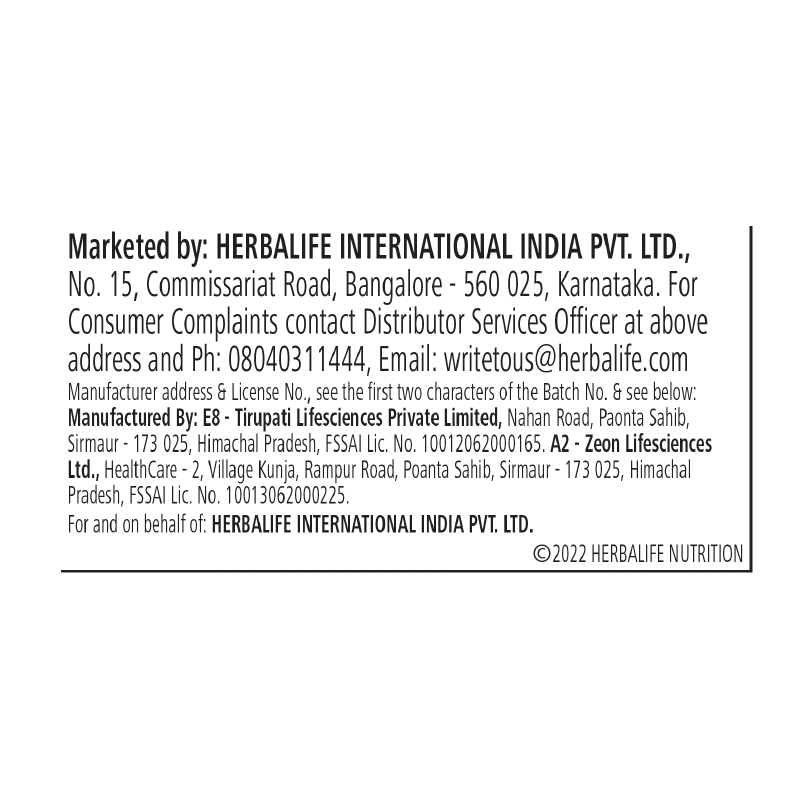 Marketed by: HERBALIFE INTERNATIONAL INDIA PVT. LTD.,
No. 15, Commissariat Road, Bangalore - 560 025, Karnataka. For
Consumer Complaints contact Distributor Services Officer at above
address and Ph: 08040311444, Email: writetous@herbalife.com
Manufacturer address & License No., see the first two characters of the Batch No. & see below:
Manufactured By: E8 - Tirupati Lifesciences Private Limited, Nahan Road, Paonta Sahib,
Sirmaur - 173 025, Himachal Pradesh, FSSAI Lic. No. 10012062000165. A2 - Zeon Lifesciences
Ltd., HealthCare - 2, Village Kunja, Rampur Road, Poanta Sahib, Sirmaur - 173 025, Himachal
Pradesh, FSSAI Lic. No. 10013062000225.
For and on behalf of: HERBALIFE INTERNATIONAL INDIA PVT. LTD.
©2022 HERBALIFE NUTRITION